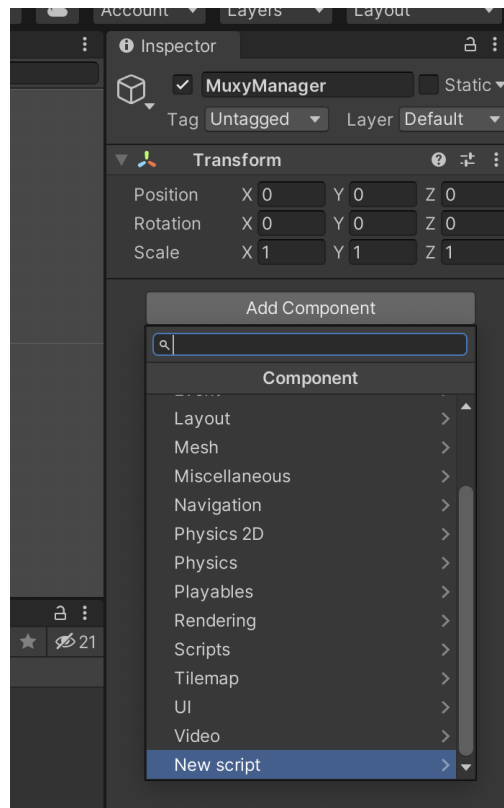 Account Layers Layout
Inspector
MuxyManager Static
Tag Untagged Layer Default
Transform
Position X 0 Y 0 Z 0
Rotation X 0 Y 0 Z 0
Scale X 1 Y 1 Z 1
Add Component
Component
Event
Layout
Mesh
Miscellaneous
Navigation
Physics 2D
Physics
Playables
Rendering
21
Scripts
Tilemap
UI
Video
New script